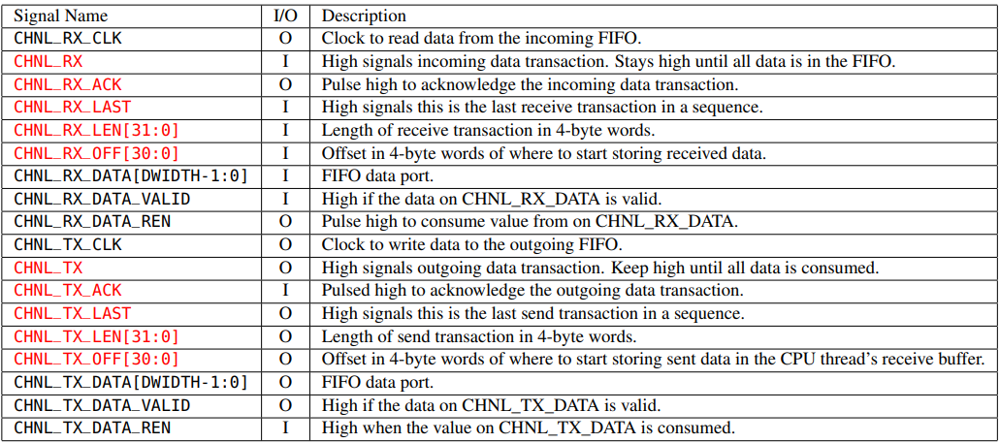 Signal Name I/O Description
CHNL_RX_CLK O Clock to read data from the incoming FIFO.
CHNL_RX I High signals incoming data transaction. Stays high until all data is in the FIFO.
CHNL_RX_ACK O Pulse high to acknowledge the incoming data transaction.
CHNL_RX_LAST I High signals this is the last receive transaction in a sequence.
CHNL_RX_LEN[31:0] I Length of receive transaction in 4-byte words.
CHNL_RX_OFF[30:0] I Offset in 4-byte words of where to start storing received data.
CHNL_RX_DATA[DWIDTH-1:0] I FIFO data port.
CHNL_RX_DATA_VALID I High if the data on CHNL_RX_DATA is valid.
CHNL_RX_DATA_REN O Pulse high to consume value from on CHNL_RX_DATA.
CHNL_TX_CLK O Clock to write data to the outgoing FIFO.
CHNL_TX O High signals outgoing data transaction. Keep high until all data is consumed.
CHNL_TX_ACK I Pulsed high to acknowledge the outgoing data transaction.
CHNL_TX_LAST O High signals this is the last send transaction in a sequence.
CHNL_TX_LEN[31:0] O Length of send transaction in 4-byte words.
CHNL_TX_OFF[30:0] O Offset in 4-byte words of where to start storing sent data in the CPU thread's receive buffer.
CHNL_TX_DATA[DWIDTH-1:0] O FIFO data port.
CHNL_TX_DATA_VALID O High if the data on CHNL_TX_DATA is valid.
CHNL_TX_DATA_REN I High when the value on CHNL_TX_DATA is consumed.